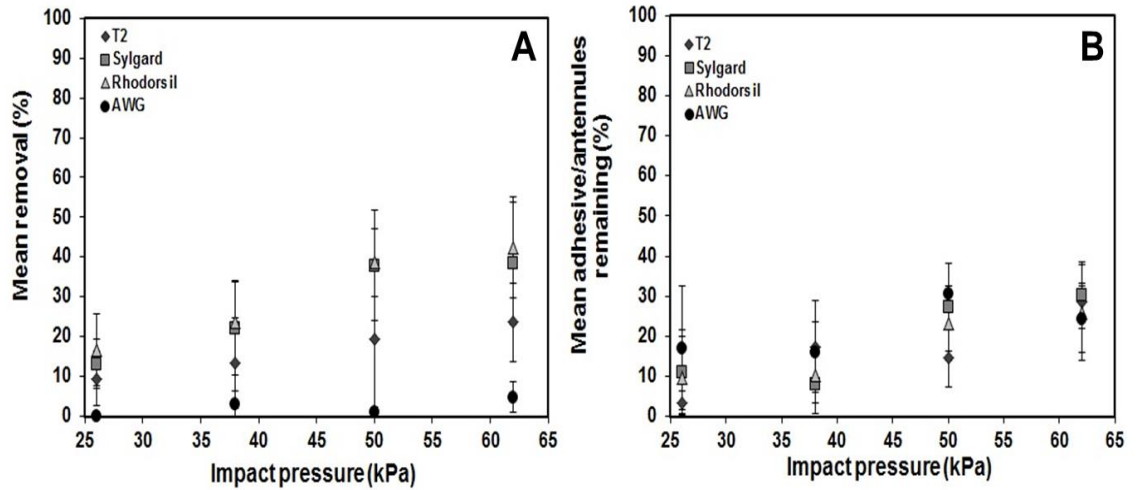 A
T2
Sylgard
Rhodorsil
AWG
Mean removal (%)
100
90
80
70
60
50
40
30
20
10
0
25 30 35 40 45 50 55 60 65
Impact pressure (kPa)
B
T2
Sylgard
Rhodorsil
AWG
Mean adhesive/antennules
remaining (%)
100
90
80
70
60
50
40
30
20
10
0
25 30 35 40 45 50 55 60 65
Impact pressure (kPa)